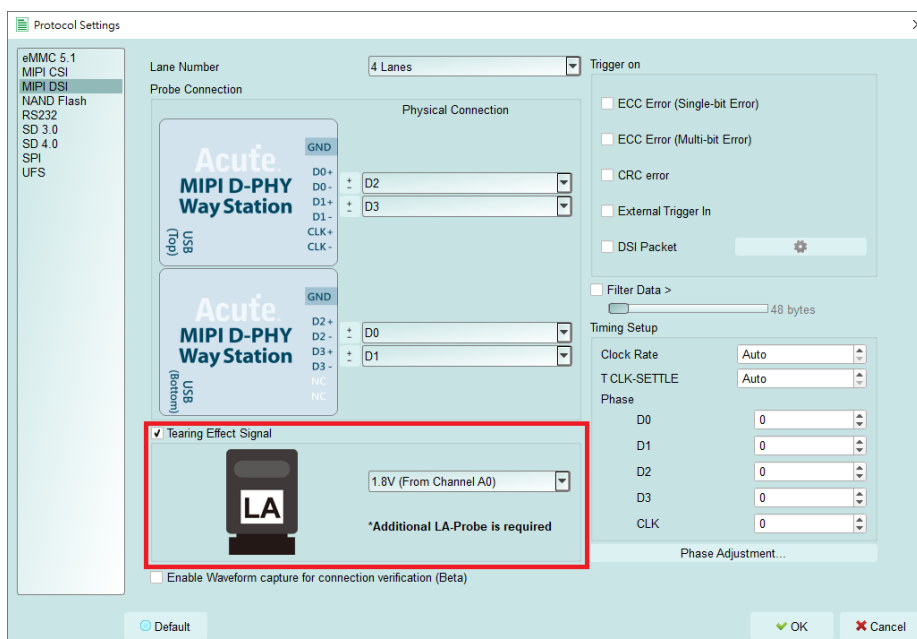 Protocol Settings
eMMC 5.1
MIPI CSI
MIPI DSI
NAND Flash
RS232
SD 3.0
SD 4.0
SPI
UFS
Lane Number
4 Lanes
Probe Connection
Physical Connection
Acute
MIPI D-PHY
Way Station
USB
(Top)
GND
D0+
D0-
D1+
D1-
CLK+
CLK-
± D2
± D3
Acute
MIPI D-PHY
Way Station
USB
(Bottom)
GND
D2+
D2-
D3+
D3-
NC
NC
± D0
± D1
Tearing Effect Signal
LA
1.8V (From Channel A0)
*Additional LA-Probe is required
Enable Waveform capture for connection verification (Beta)
Trigger on
ECC Error (Single-bit Error)
ECC Error (Multi-bit Error)
CRC error
External Trigger In
DSI Packet
Filter Data >
48 bytes
Timing Setup
Clock Rate
Auto
T CLK-SETTLE
Auto
Phase
D0 0
D1 0
D2 0
D3 0
CLK 0
Phase Adjustment...
Default
OK
Cancel